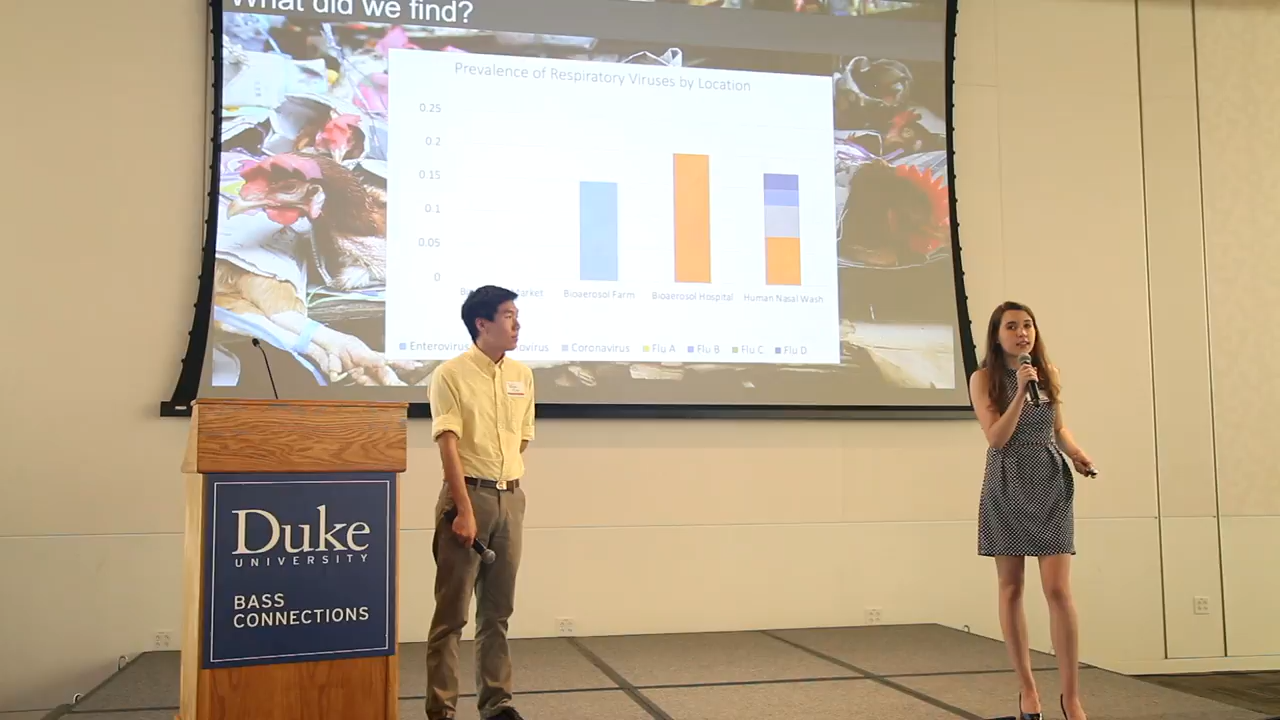 What did we find?
Prevalence of Respiratory Viruses by Location
0.25
0.2
0.15
0.1
0.05
0
Bioaerosol Farm Bioaerosol Hospital Human Nasal Wash
Enterovirus Coronavirus Flu A Flu B Flu C Flu D
Duke
UNIVERSITY
BASS
CONNECTIONS